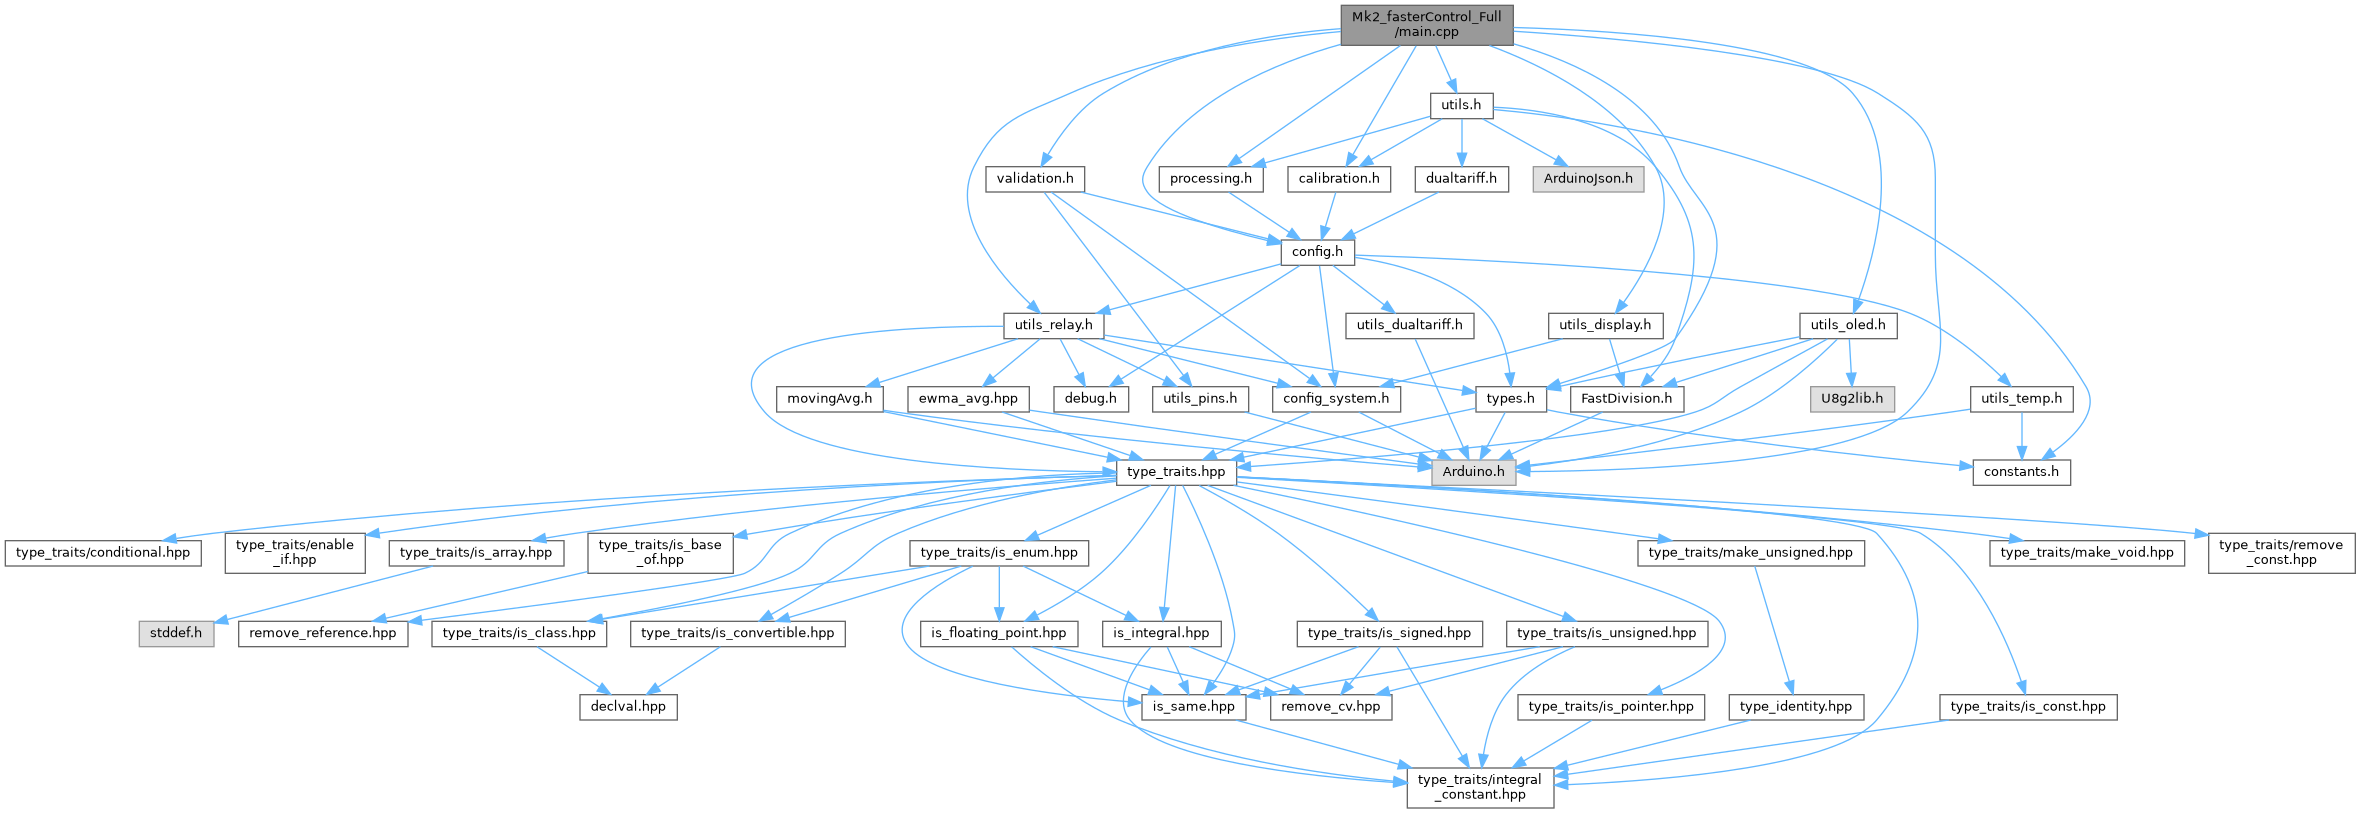 Mk2_fasterControl_Full
/main.cpp
utils.h
validation.h
processing.h
calibration.h
dualtariff.h
ArduinoJson.h
config.h
utils_relay.h
utils_dualtariff.h
utils_display.h
utils_oled.h
movingAvg.h
ewma_avg.hpp
debug.h
utils_pins.h
config_system.h
types.h
FastDivision.h
U8g2lib.h
utils_temp.h
type_traits.hpp
Arduino.h
constants.h
type_traits/conditional.hpp
type_traits/enable
_if.hpp
type_traits/is_array.hpp
type_traits/is_base
_of.hpp
type_traits/is_enum.hpp
type_traits/make_unsigned.hpp
type_traits/make_void.hpp
type_traits/remove
_const.hpp
stddef.h
remove_reference.hpp
type_traits/is_class.hpp
type_traits/is_convertible.hpp
is_floating_point.hpp
is_integral.hpp
type_traits/is_signed.hpp
type_traits/is_unsigned.hpp
declval.hpp
is_same.hpp
remove_cv.hpp
type_traits/is_pointer.hpp
type_identity.hpp
type_traits/is_const.hpp
type_traits/integral
_constant.hpp